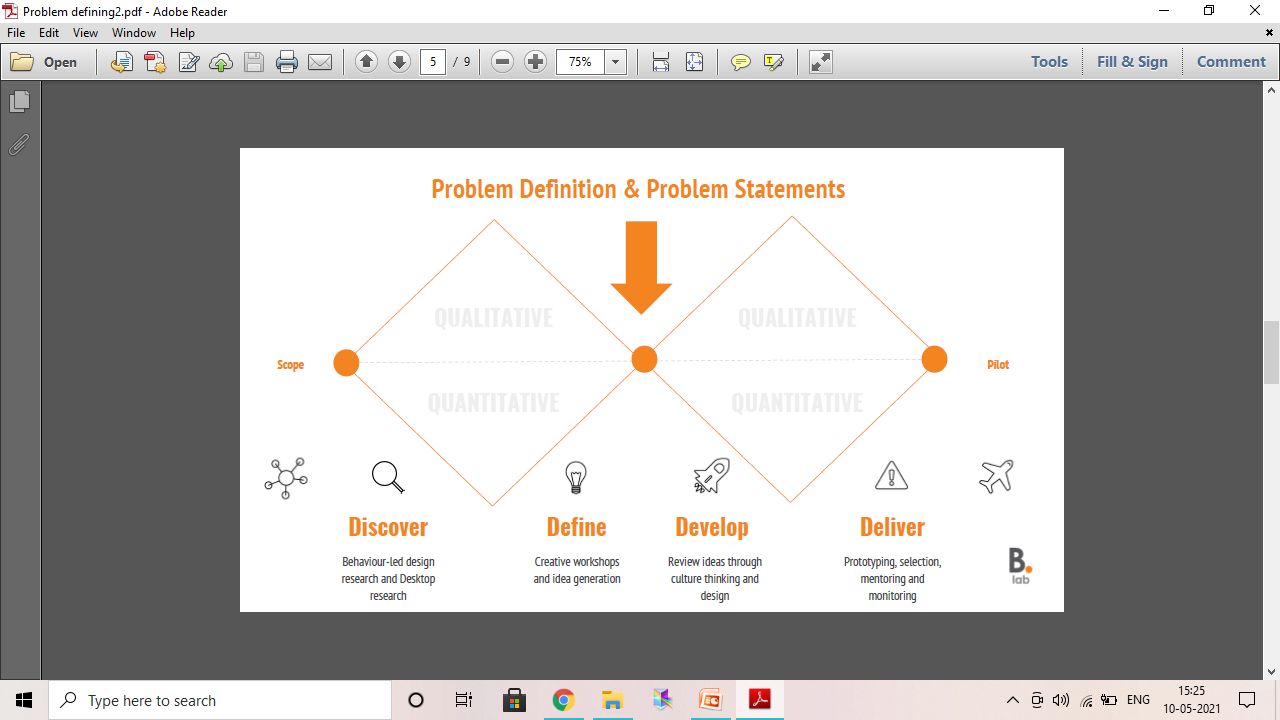 Problem defining2.pdf - Adobe Reader
File Edit View Window Help
Open 5 / 9 75% Tools Fill & Sign Comment
Problem Definition & Problem Statements
QUALITATIVE QUALITATIVE
Scope Pilot
QUANTITATIVE QUANTITATIVE
Discover Define Develop Deliver
Behaviour-led design Creative workshops Review ideas through Prototyping, selection,
research and Desktop and idea generation culture thinking and mentoring and
research design monitoring
B.
lab
Type here to search
ENG
15:25
10-05-2021